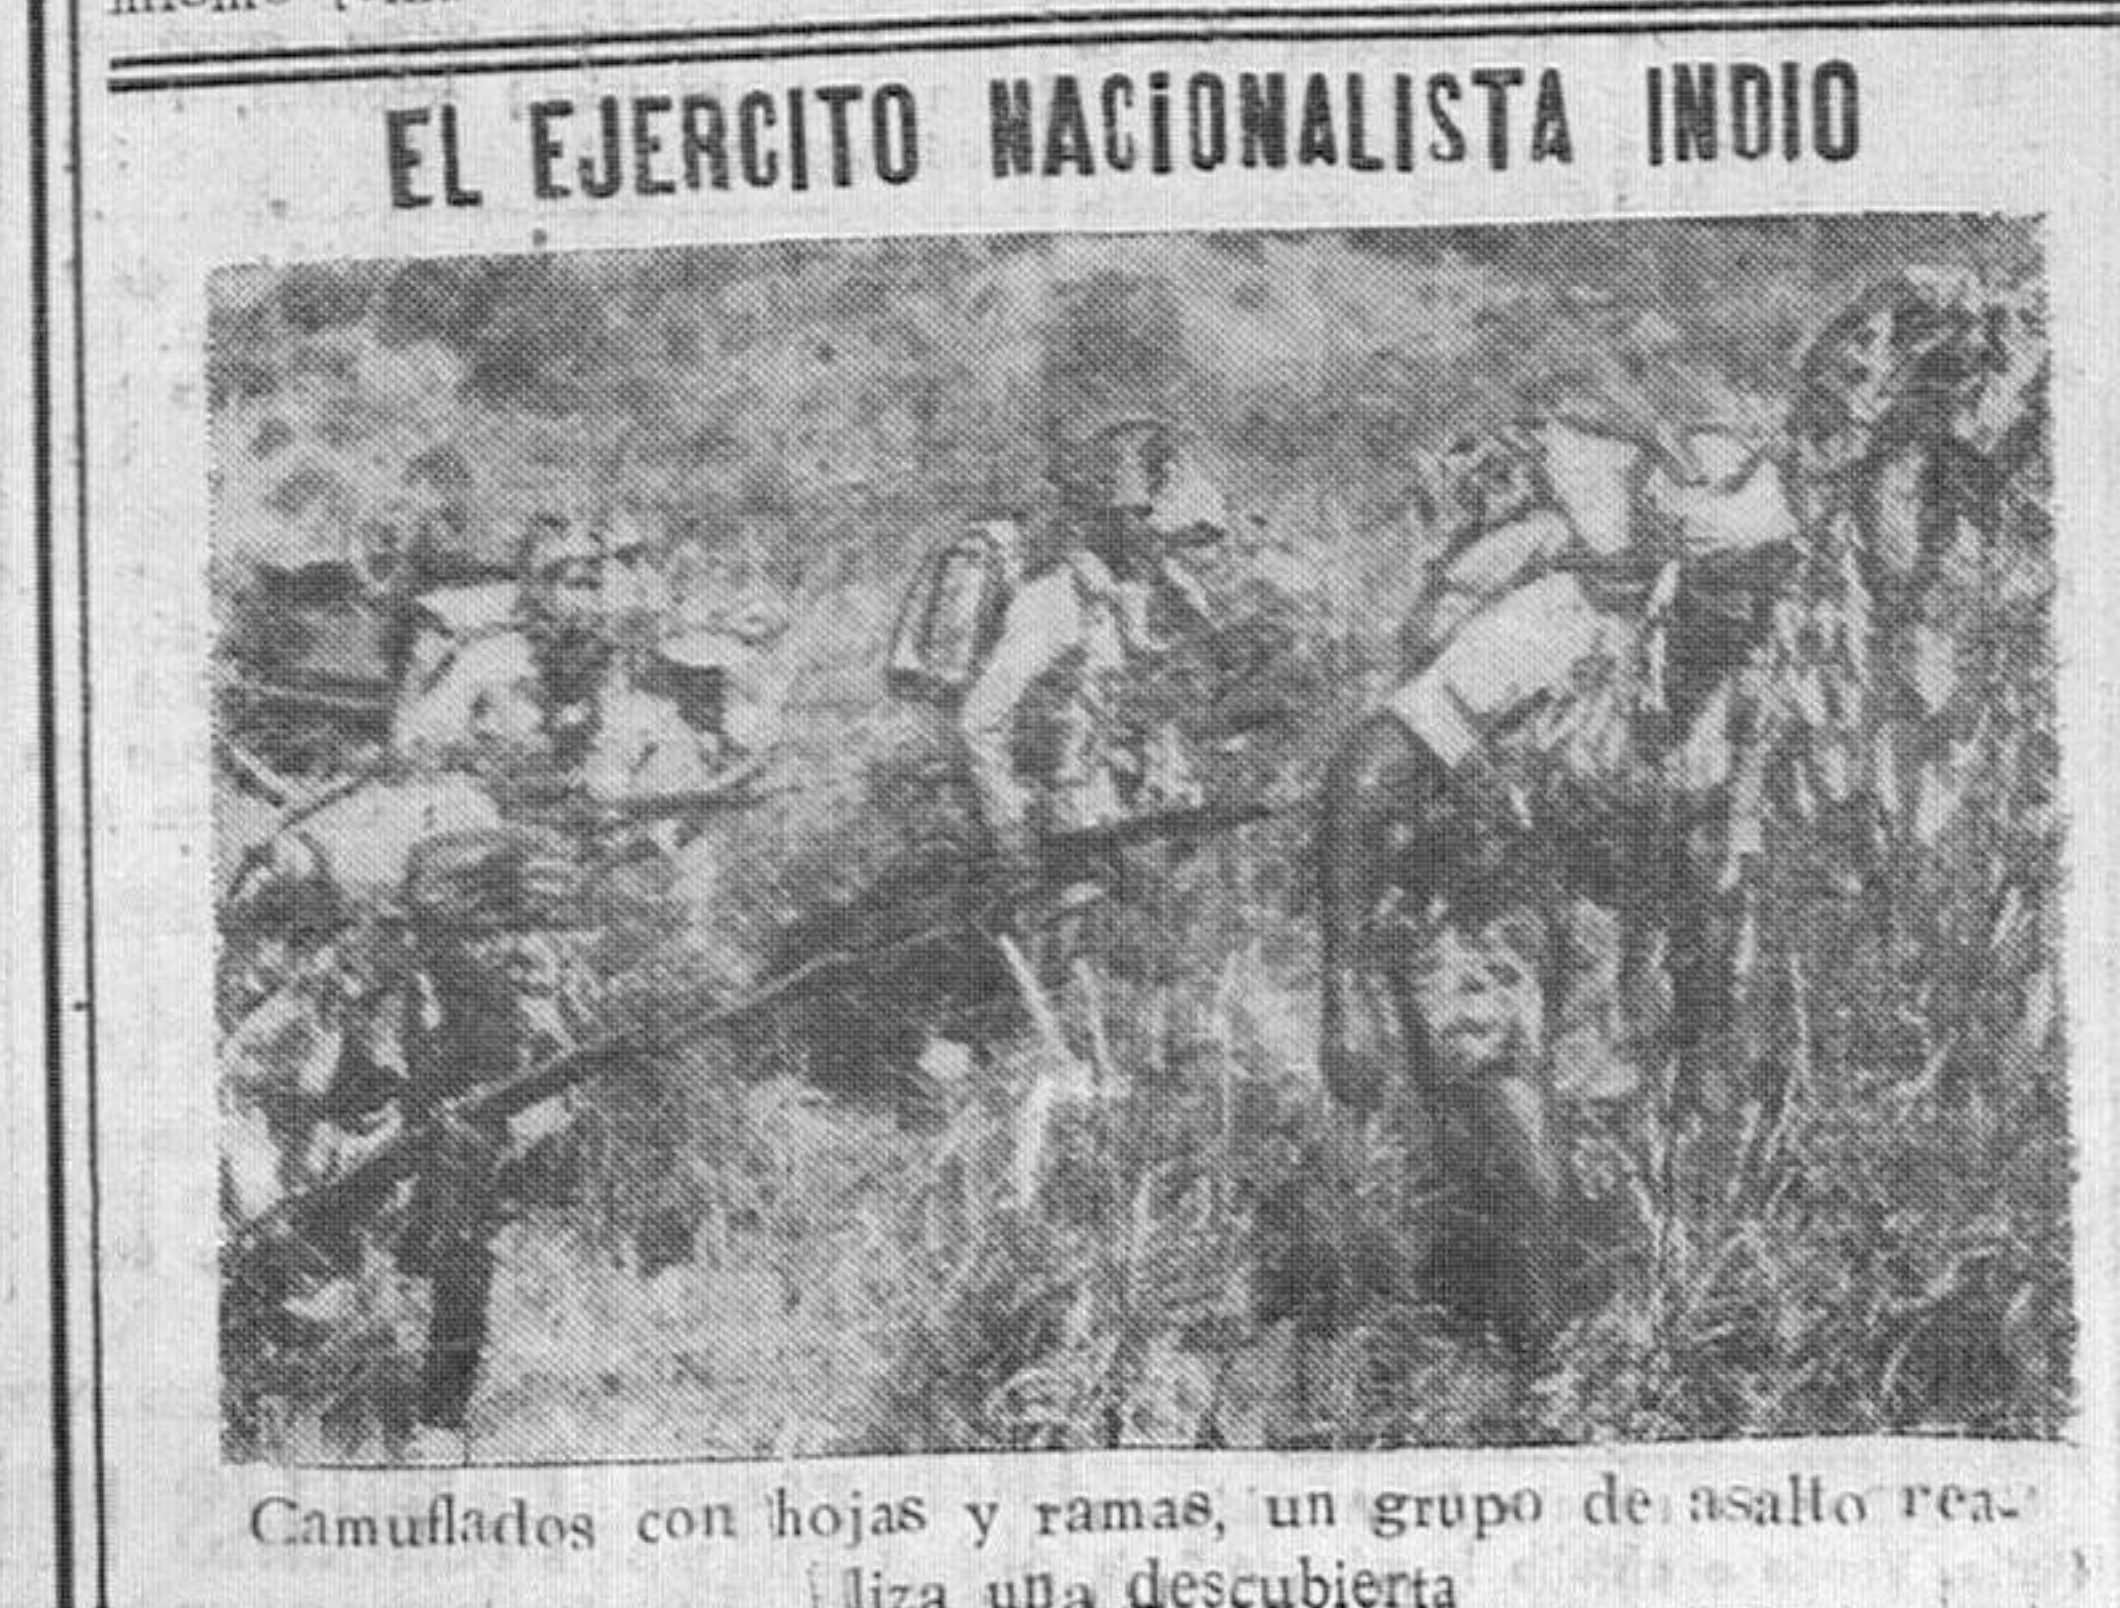 EL EJERCITO NACIONALISTA INDIO
Camuflados con hojas y ramas, un grupo de asalto rea-
liza una descubierta